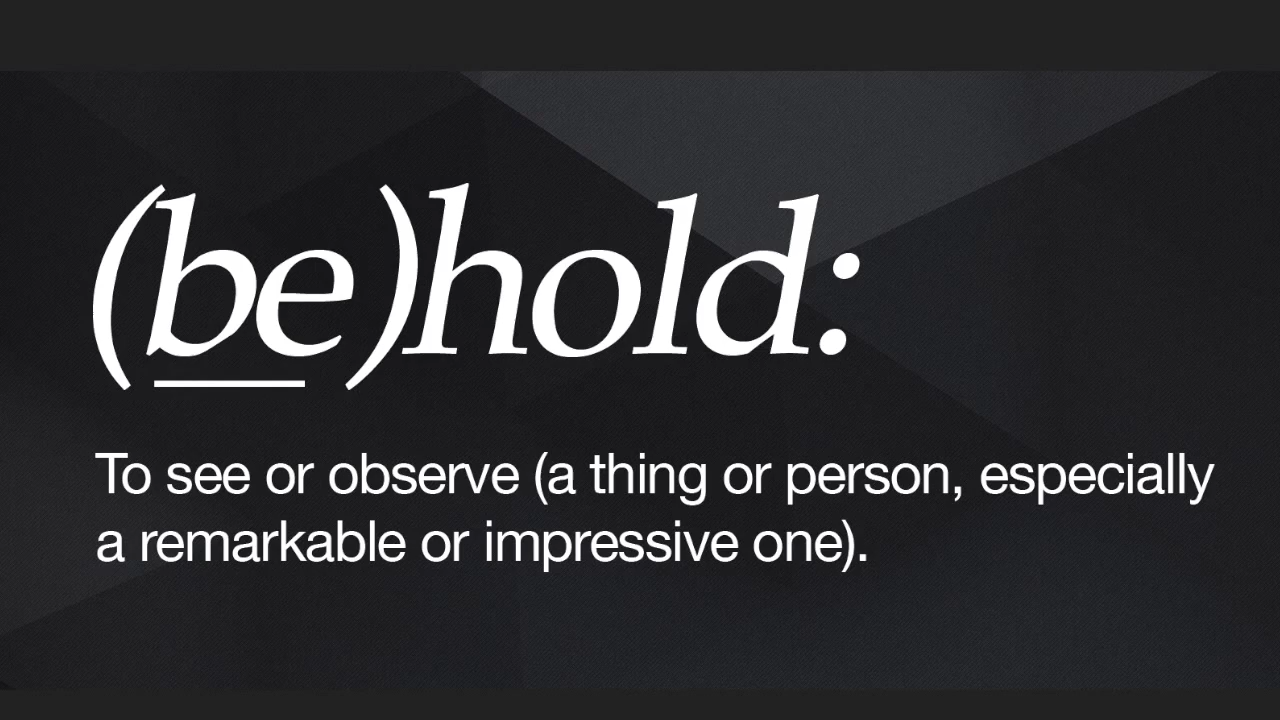 (be)hold:
To see or observe (a thing or person, especially
a remarkable or impressive one).